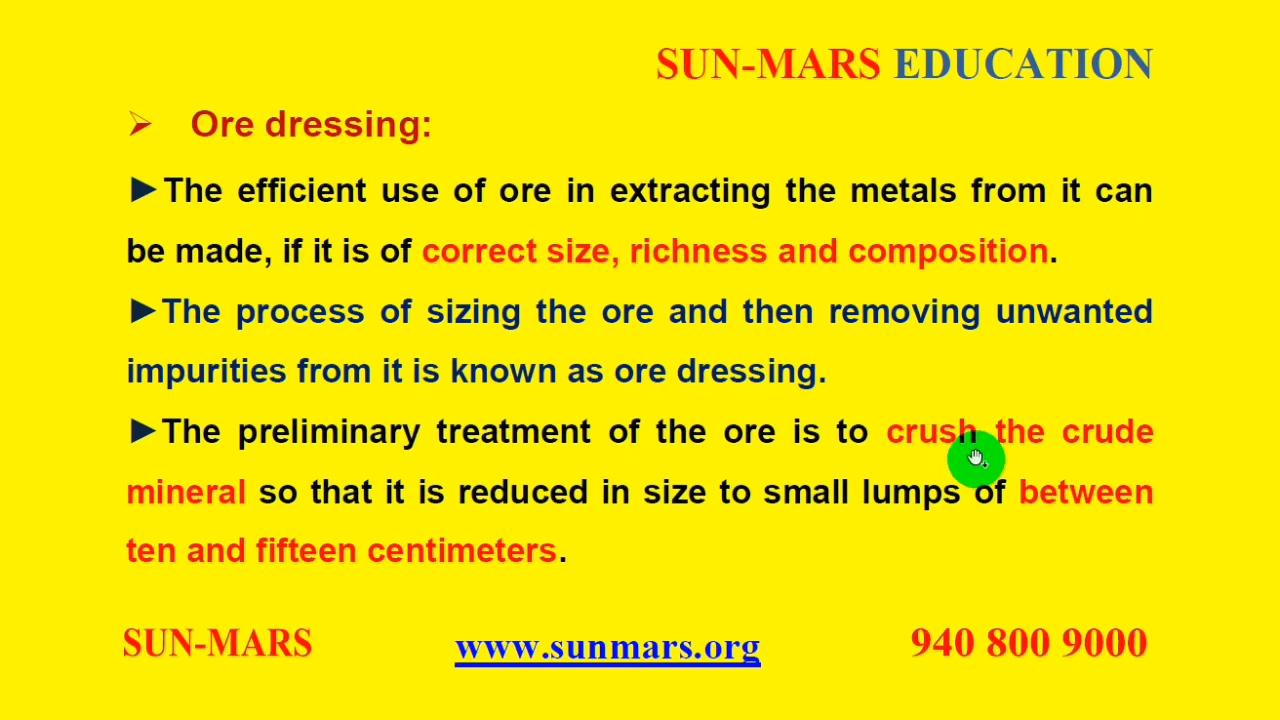 SUN-MARS EDUCATION
➢ Ore dressing:
►The efficient use of ore in extracting the metals from it can
be made, if it is of correct size, richness and composition.
►The process of sizing the ore and then removing unwanted
impurities from it is known as ore dressing.
►The preliminary treatment of the ore is to crush the crude
mineral so that it is reduced in size to small lumps of between
ten and fifteen centimeters.
SUN-MARS www.sunmars.org 940 800 9000